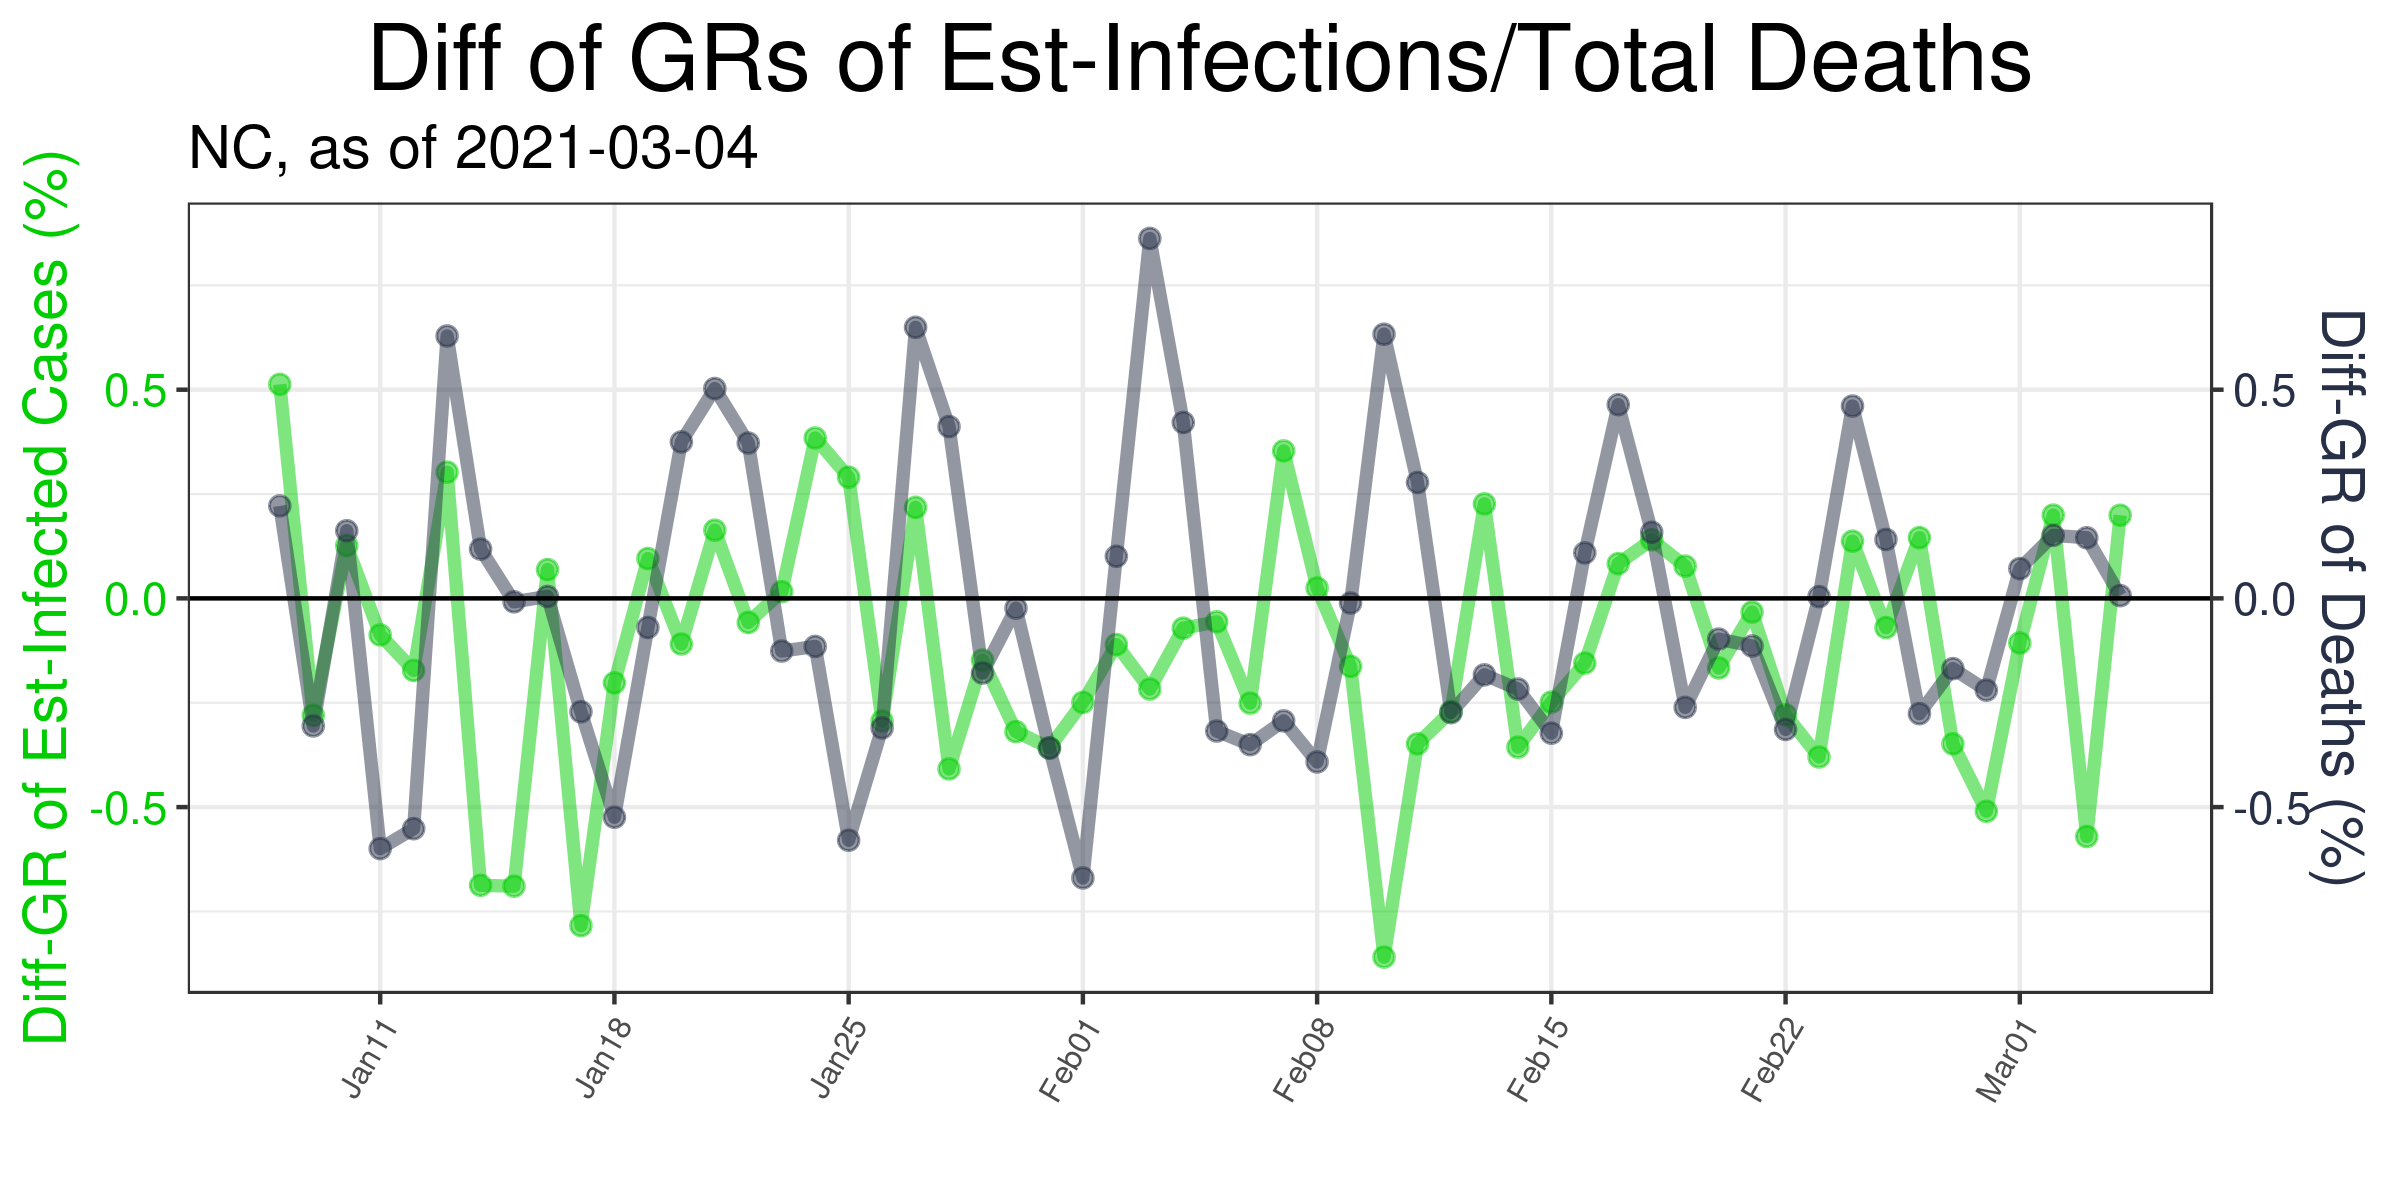 Diff of GRs of Est-Infections/Total Deaths
NC, as of 2021-03-04
Diff-GR of Est-Infected Cases (%)
0.5
0.0
-0.5
0.5
0.0
-0.5
Diff-GR of Deaths (%)
Jan11
Jan18
Jan25
Feb01
Feb08
Feb15
Feb22
Mar01